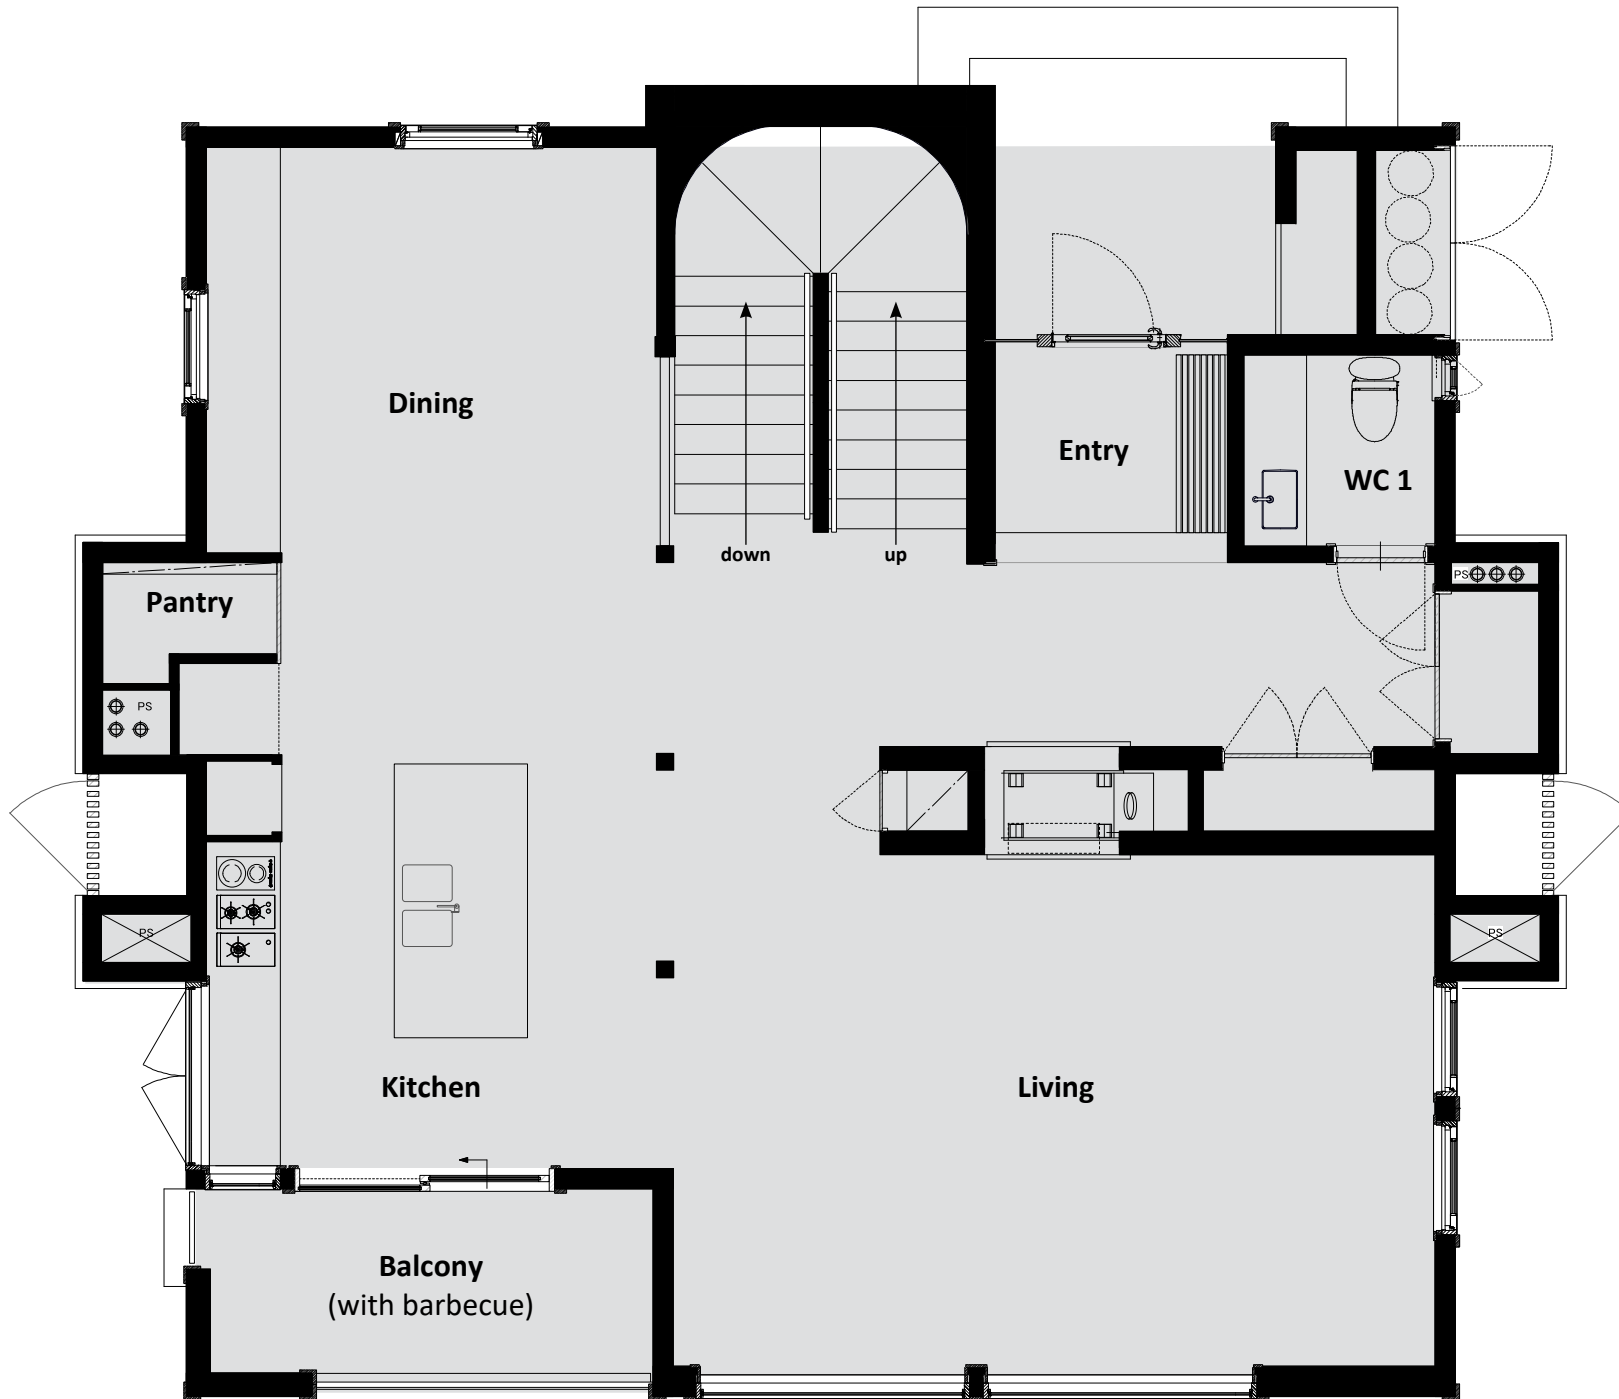 Dining
Entry
WC 1
down
up
PS
Pantry
PS
PS
PS
Kitchen
Living
Balcony
(with barbecue)